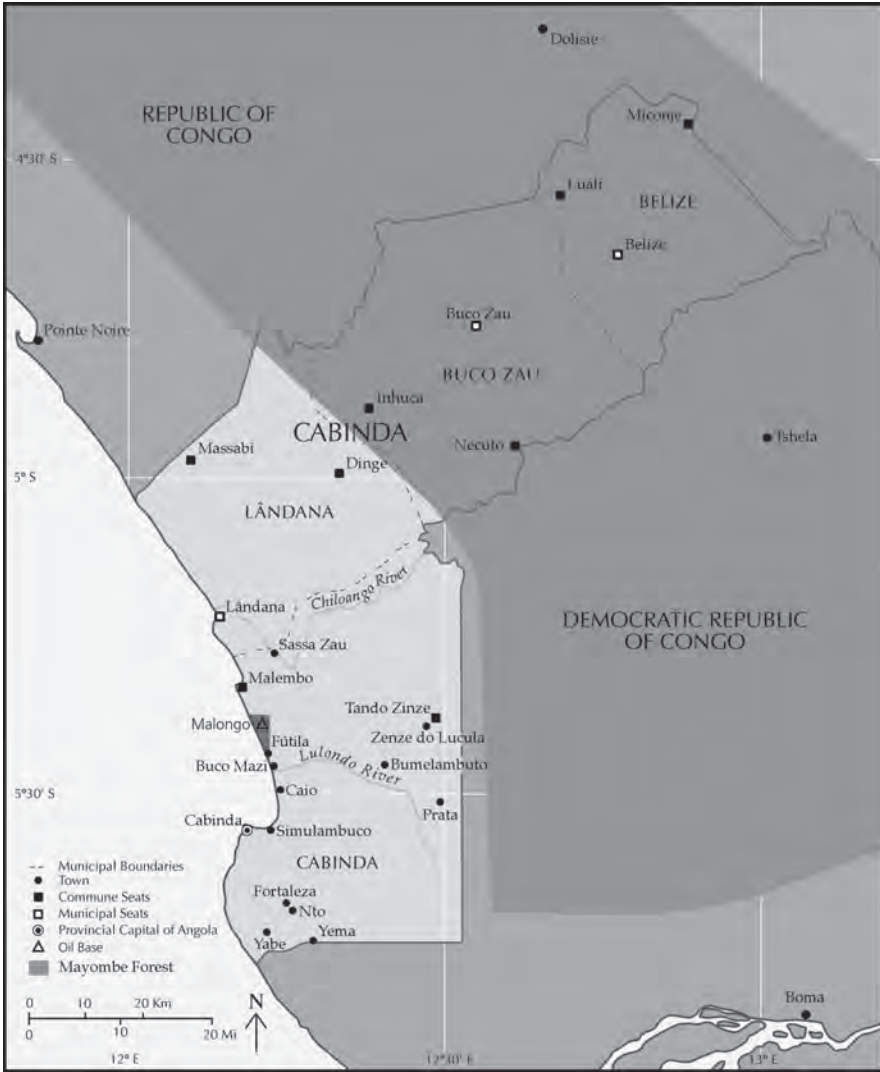 Dolisie
REPUBLIC OF
CONGO
Miconje
4°30' S
Luáli
BELIZE
Belize
Buco Zau
Pointe Noire
BUCO ZAU
Inhuca
CABINDA
Necuto
Tshela
Massabi
Dinge
5° S
LÂNDANA
Chiloango River
Lândana
DEMOCRATIC REPUBLIC
OF CONGO
Sassa Zau
Malembo
Tando Zinze
Malongo
Zenze do Lucula
Fútila
Lulondo River
Buco Mazi
Bumelambuto
5°30' S
Caio
Prata
Cabinda
Simulambuco
CABINDA
Municipal Boundaries
Town
Commune Seats
Municipal Seats
Provincial Capital of Angola
Oil Base
Mayombe Forest
Fortaleza
Nto
Yabe
Yema
Boma
0 10 20 Km
0 10 20 Mi
N
12° E
12°30' E
13° E